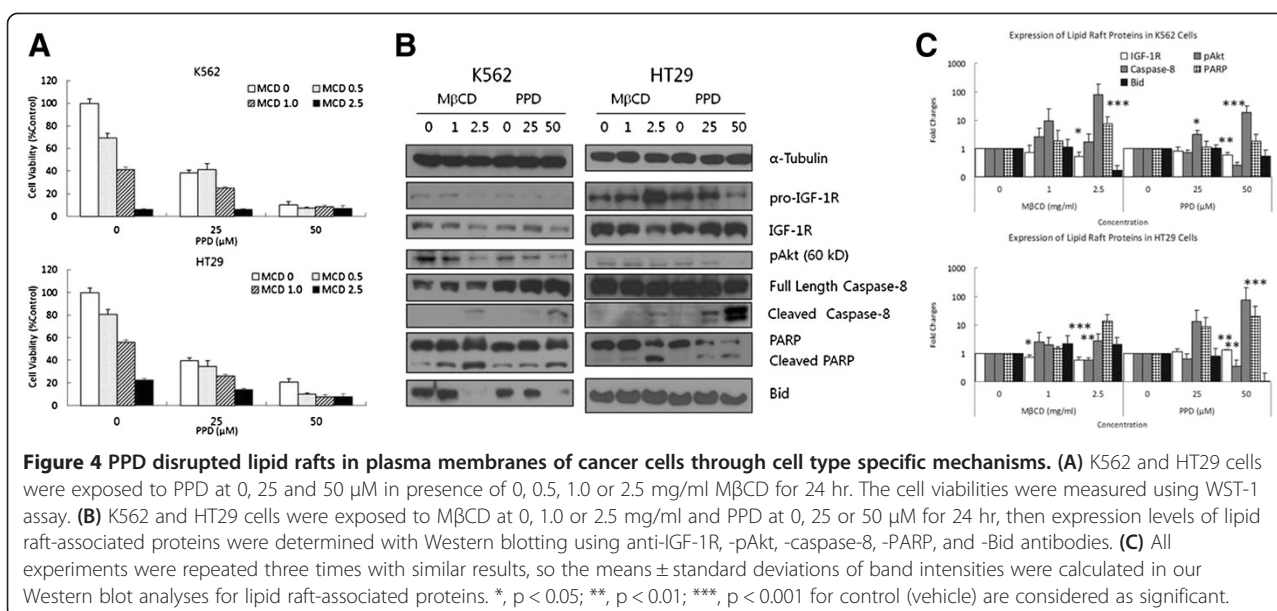 A
K562
Cell Viability (%Control)
120
100
80
60
40
20
0
MCD 0
MCD 0.5
MCD 1.0
MCD 2.5
0
25
50
PPD (μM)
HT29
Cell Viability (%Control)
120
100
80
60
40
20
0
MCD 0
MCD 0.5
MCD 1.0
MCD 2.5
0
25
50
PPD (μM)
B
K562
HT29
MβCD
PPD
MβCD
PPD
0 1 2.5 0 25 50
0 1 2.5 0 25 50
α-Tubulin
pro-IGF-1R
IGF-1R
pAkt (60 kD)
Full Length Caspase-8
Cleaved Caspase-8
PARP
Cleaved PARP
Bid
C
Expression of Lipid Raft Proteins in K562 Cells
IGF-1R
pAkt
Caspase-8
PARP
Bid
Fold Changes
1000
100
10
1
0
*
***
*
**
***
0
1
2.5
0
25
50
MβCD (mg/ml)
PPD (μM)
Concentration
Expression of Lipid Raft Proteins in HT29 Cells
Fold Changes
1000
100
10
1
0
*
***
**
**
**
***
0
1
2.5
0
25
50
MβCD (mg/ml)
PPD (μM)
Concentration
Figure 4 PPD disrupted lipid rafts in plasma membranes of cancer cells through cell type specific mechanisms. (A) K562 and HT29 cells
were exposed to PPD at 0, 25 and 50 μM in presence of 0, 0.5, 1.0 or 2.5 mg/ml MβCD for 24 hr. The cell viabilities were measured using WST-1
assay. (B) K562 and HT29 cells were exposed to MβCD at 0, 1.0 or 2.5 mg/ml and PPD at 0, 25 or 50 μM for 24 hr, then expression levels of lipid
raft-associated proteins were determined with Western blotting using anti-IGF-1R, -pAkt, -caspase-8, -PARP, and -Bid antibodies. (C) All
experiments were repeated three times with similar results, so the means ± standard deviations of band intensities were calculated in our
Western blot analyses for lipid raft-associated proteins. *, p < 0.05; **, p < 0.01; ***, p < 0.001 for control (vehicle) are considered as significant.